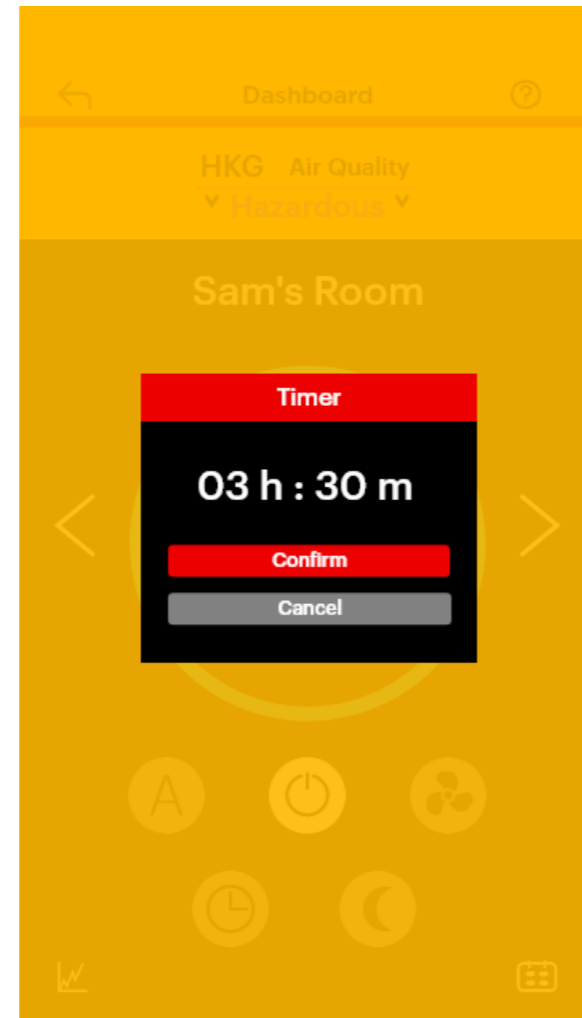 Dashboard
HKG Air Quality
Hazardous
Sam's Room
Timer
03 h : 30 m
Confirm
Cancel
A